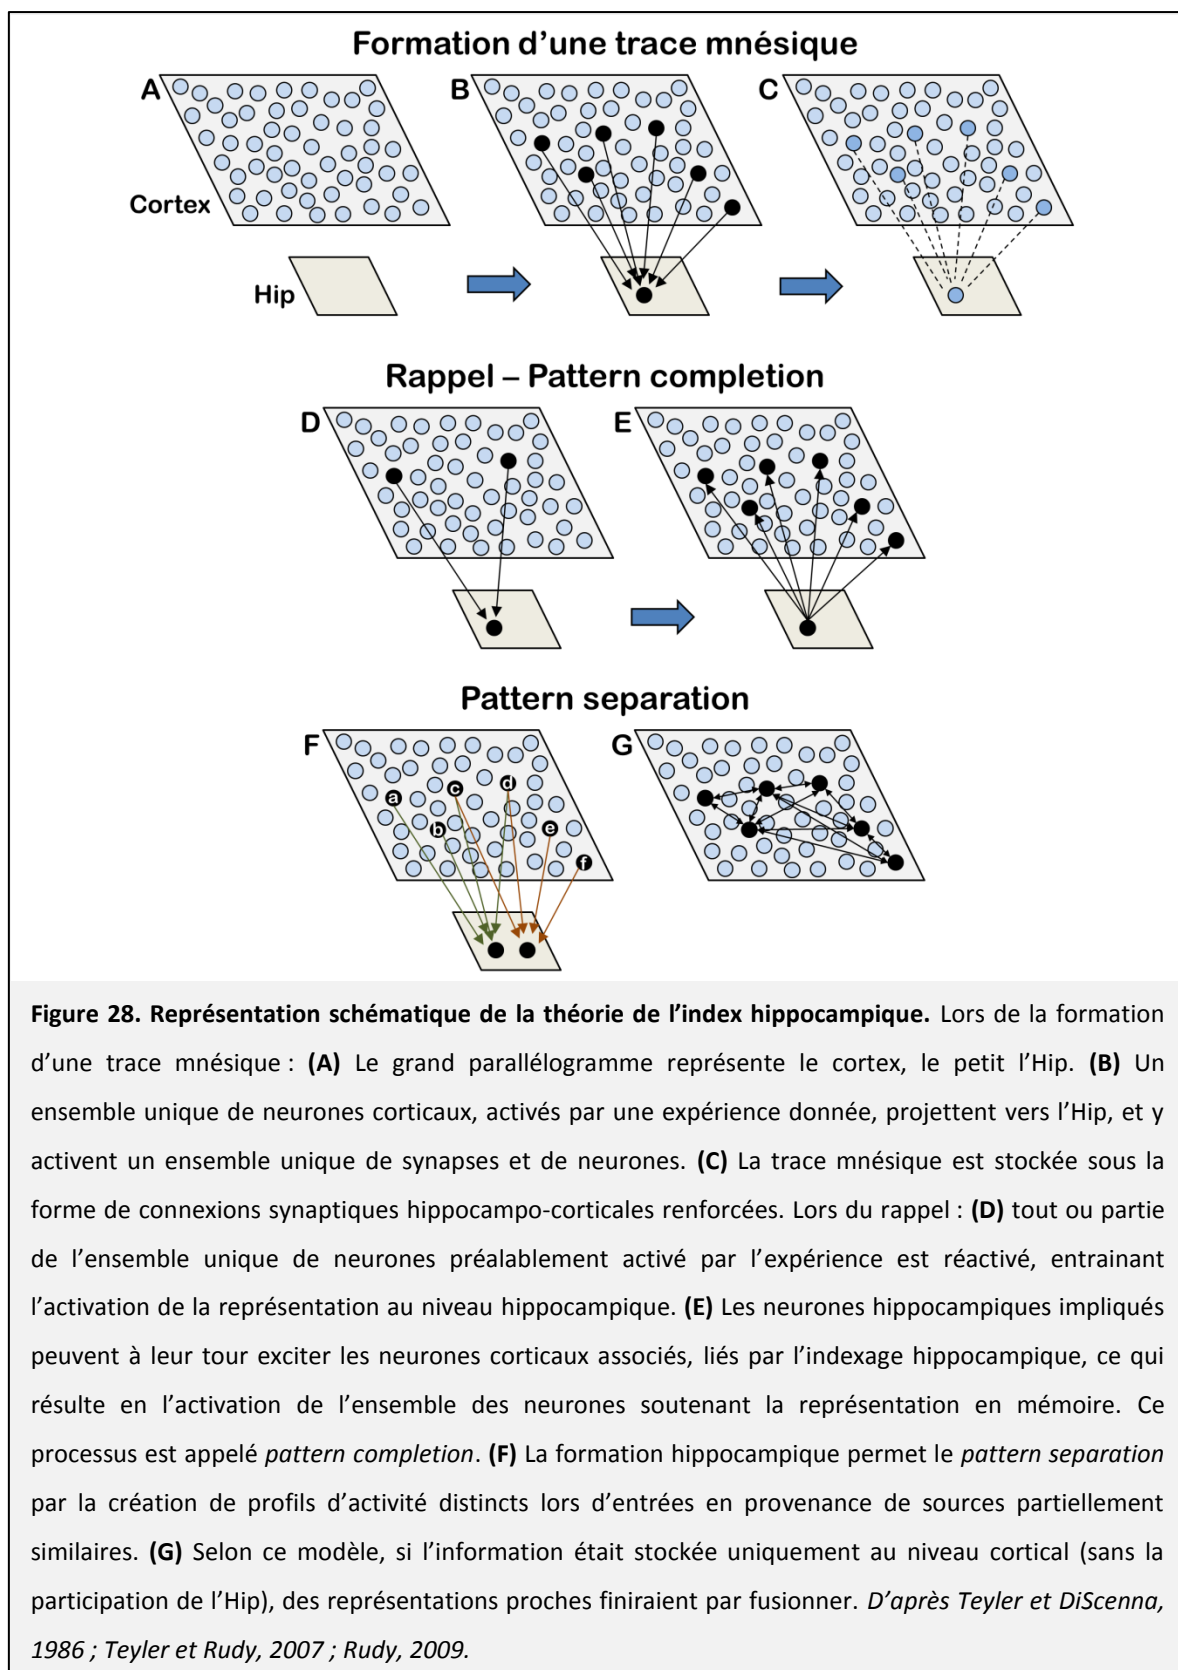 Formation d’une trace mnésique
A
B
C
Cortex
Hip
Rappel – Pattern completion
D
E
Pattern separation
F
G
a
c
d
b
e
f
Figure 28. Représentation schématique de la théorie de l’index hippocampique. Lors de la formation
d’une trace mnésique : (A) Le grand parallélogramme représente le cortex, le petit l’Hip. (B) Un
ensemble unique de neurones corticaux, activés par une expérience donnée, projettent vers l’Hip, et y
activent un ensemble unique de synapses et de neurones. (C) La trace mnésique est stockée sous la
forme de connexions synaptiques hippocampo-corticales renforcées. Lors du rappel : (D) tout ou partie
de l’ensemble unique de neurones préalablement activé par l’expérience est réactivé, entrainant
l’activation de la représentation au niveau hippocampique. (E) Les neurones hippocampiques impliqués
peuvent à leur tour exciter les neurones corticaux associés, liés par l’indexage hippocampique, ce qui
résulte en l’activation de l’ensemble des neurones soutenant la représentation en mémoire. Ce
processus est appelé pattern completion. (F) La formation hippocampique permet le pattern separation
par la création de profils d’activité distincts lors d’entrées en provenance de sources partiellement
similaires. (G) Selon ce modèle, si l’information était stockée uniquement au niveau cortical (sans la
participation de l’Hip), des représentations proches finiraient par fusionner. D’après Teyler et DiScenna,
1986 ; Teyler et Rudy, 2007 ; Rudy, 2009.